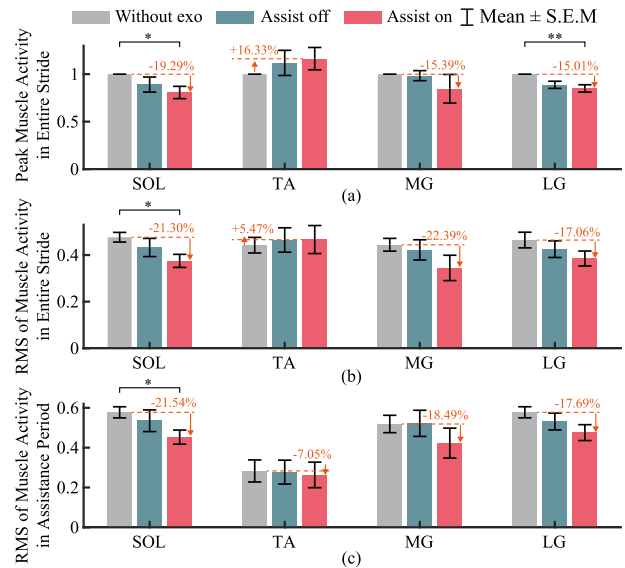 Without exo Assist off Assist on Mean ± S.E.M
Peak Muscle Activity
in Entire Stride
1
0.5
0
*
-19.29%
+16.33%
-15.39%
**
-15.01%
SOL TA MG LG
(a)
RMS of Muscle Activity
in Entire Stride
0.4
0.2
0
*
-21.30%
+5.47%
-22.39%
-17.06%
SOL TA MG LG
(b)
RMS of Muscle Activity
in Assistance Period
0.6
0.4
0.2
0
*
-21.54%
-7.05%
-18.49%
-17.69%
SOL TA MG LG
(c)